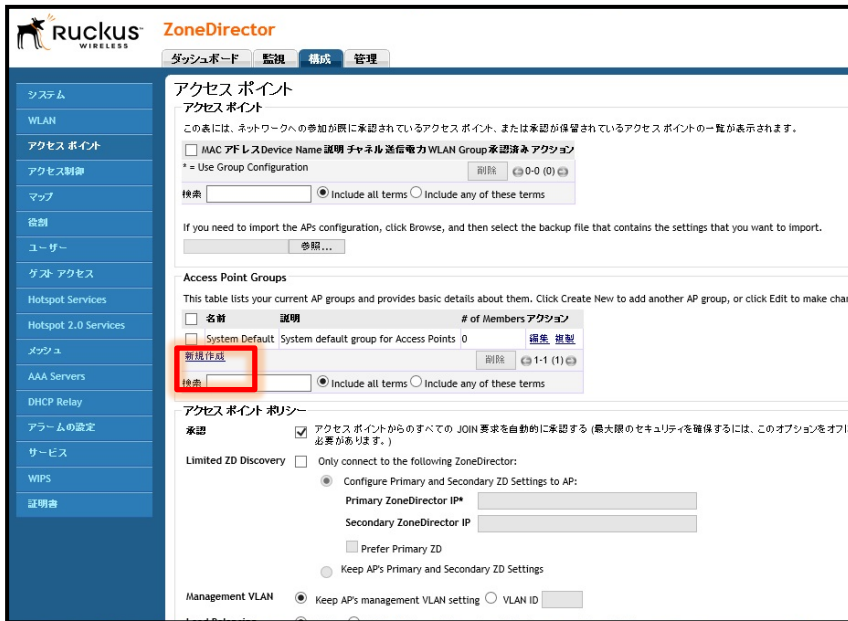 RUCKUS
WIRELESS
ZoneDirector
ダッシュボード 監視 構成 管理
システム
WLAN
アクセス ポイント
アクセス制御
マップ
役割
ユーザー
ゲスト アクセス
Hotspot Services
Hotspot 2.0 Services
メッシュ
AAA Servers
DHCP Relay
アラームの設定
サービス
WIPS
証明書
アクセス ポイント
アクセス ポイント
この表には、ネットワークへの参加が既に承認されているアクセス ポイント、または承認が保留されているアクセス ポイントの一覧が表示されます。
MAC アドレス Device Name 説明 チャネル 送信電力 WLAN Group 承認済み アクション
* = Use Group Configuration 削除 0-0 (0)
検索 Include all terms Include any of these terms
If you need to import the APs configuration, click Browse, and then select the backup file that contains the settings that you want to import.
参照...
Access Point Groups
This table lists your current AP groups and provides basic details about them. Click Create New to add another AP group, or click Edit to make cha
名前 説明 # of Members アクション
System Default System default group for Access Points 0 編集 複製
新規作成 削除 1-1 (1)
検索 Include all terms Include any of these terms
アクセス ポイント ポリシー
承認 アクセス ポイントからのすべての JOIN 要求を自動的に承認する (最大限のセキュリティを確保するには、このオプションをオフに
必要があります。)
Limited ZD Discovery Only connect to the following ZoneDirector:
Configure Primary and Secondary ZD Settings to AP:
Primary ZoneDirector IP*
Secondary ZoneDirector IP
Prefer Primary ZD
Keep AP's Primary and Secondary ZD Settings
Management VLAN Keep AP's management VLAN setting VLAN ID